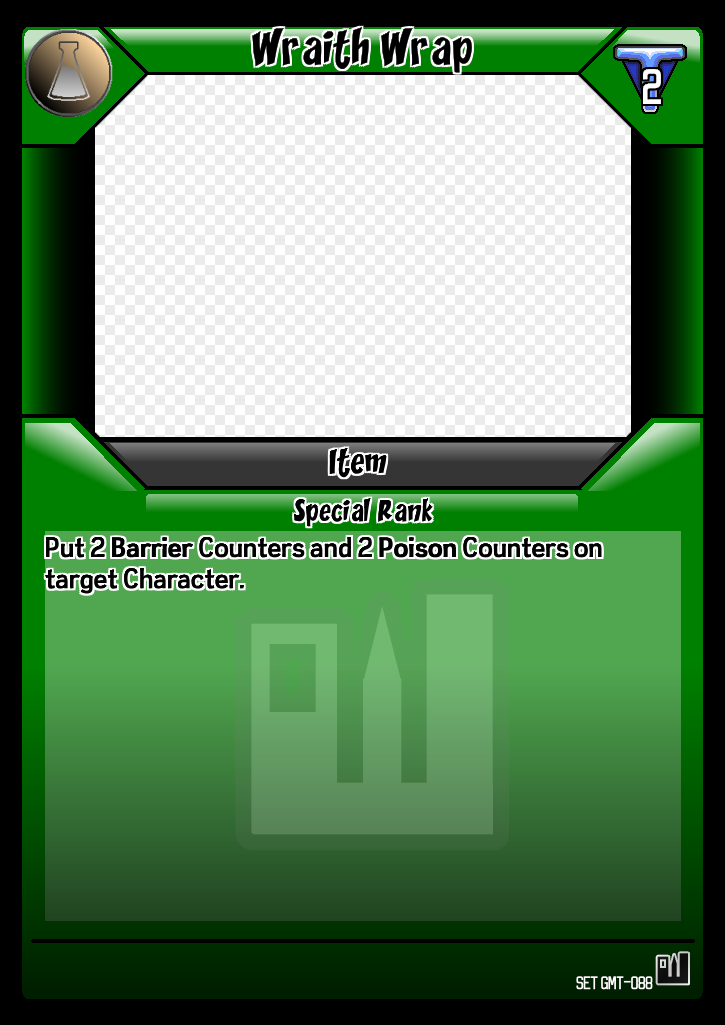 Wraith Wrap
2
Item
Special Rank
Put 2 Barrier Counters and 2 Poison Counters on
target Character.
SET GMT-088